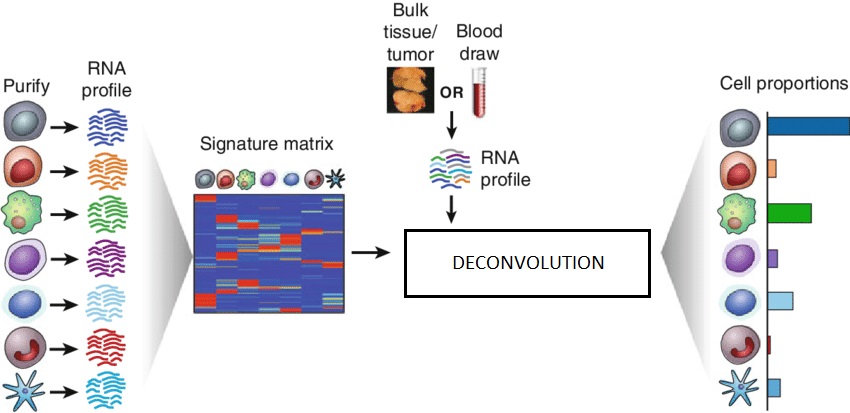 Purify
RNA
profile
Signature matrix
Bulk
tissue/
tumor
OR
Blood
draw
RNA
profile
DECONVOLUTION
Cell proportions